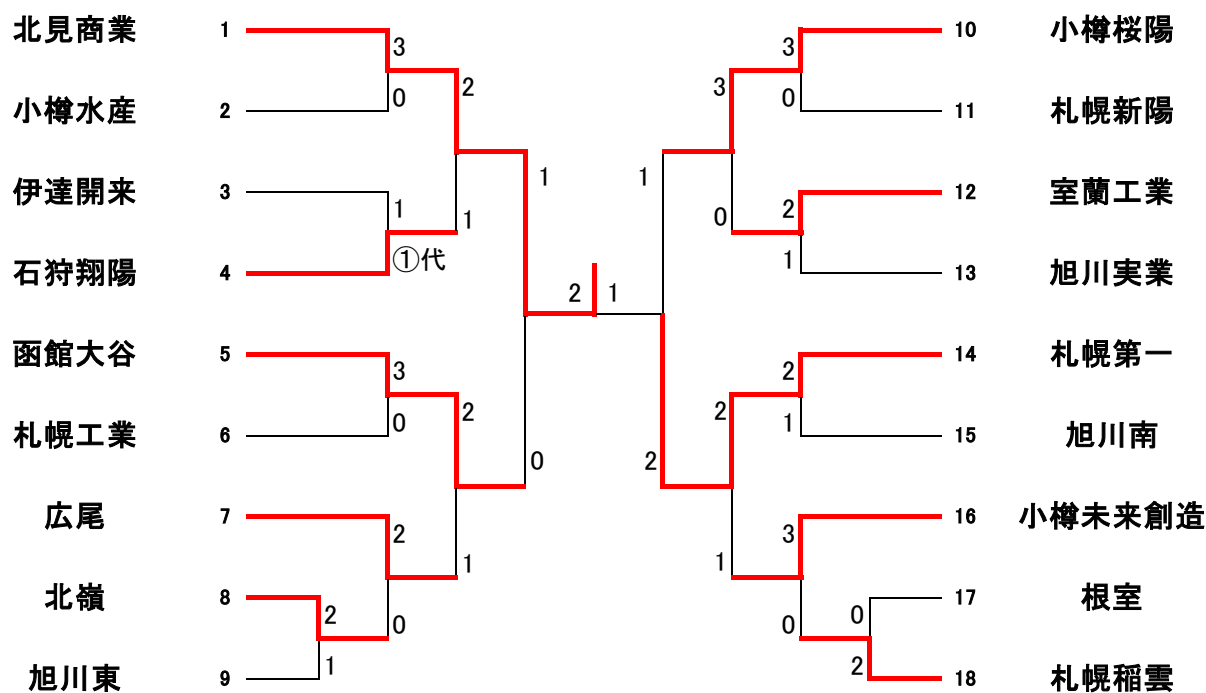 北見商業 1 3 3 10 小樽桜陽
2 3
小樽水産 2 0 0 11 札幌新陽
1 1
伊達開来 3 1 2 12 室蘭工業
1 0
石狩翔陽 4 ①代 1 13 旭川実業
2 1
函館大谷 5 3 2 14 札幌第一
2 2
札幌工業 6 0 1 15 旭川南
0 2
広尾 7 2 3 16 小樽未来創造
1 1
北嶺 8 2 0 0 0 17 根室
旭川東 9 1 2 18 札幌稲雲